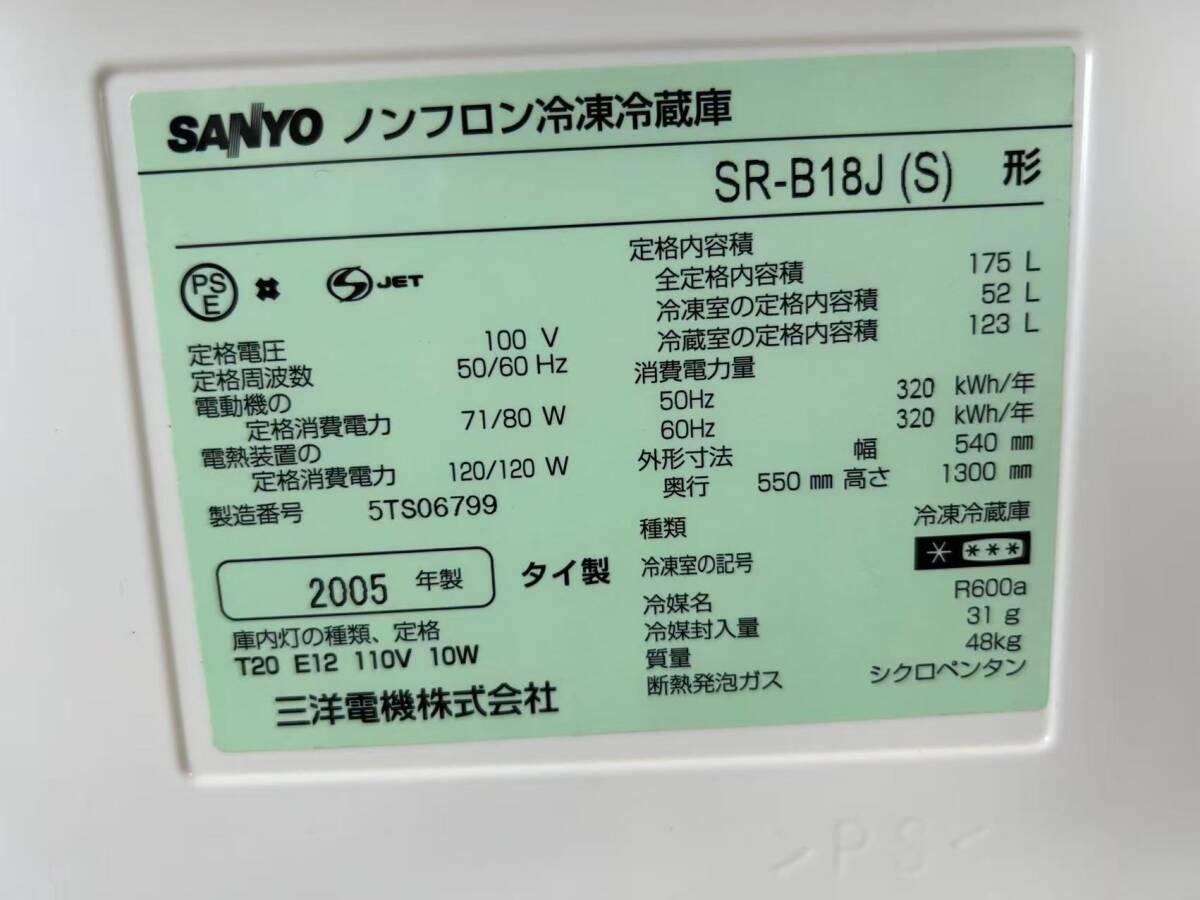 SANYO ノンフロン冷凍冷蔵庫
SR-B18J (S) 形
PS E JET
定格電圧 100 V
定格周波数 50/60 Hz
電動機の
定格消費電力 71/80 W
電熱装置の
定格消費電力 120/120 W
製造番号 5TS06799
2005 年製 タイ製
庫内灯の種類、定格
T20 E12 110V 10W
三洋電機株式会社
定格内容積
全定格内容積 175 L
冷凍室の定格内容積 52 L
冷蔵室の定格内容積 123 L
消費電力量
50Hz 320 kWh/年
60Hz 320 kWh/年
外形寸法 幅 540 ㎜
奥行 550 ㎜ 高さ 1300 ㎜
種類 冷凍冷蔵庫
冷凍室の記号 * ***
冷媒名 R600a
冷媒封入量 31 g
質量 48kg
断熱発泡ガス シクロペンタン
>PS<